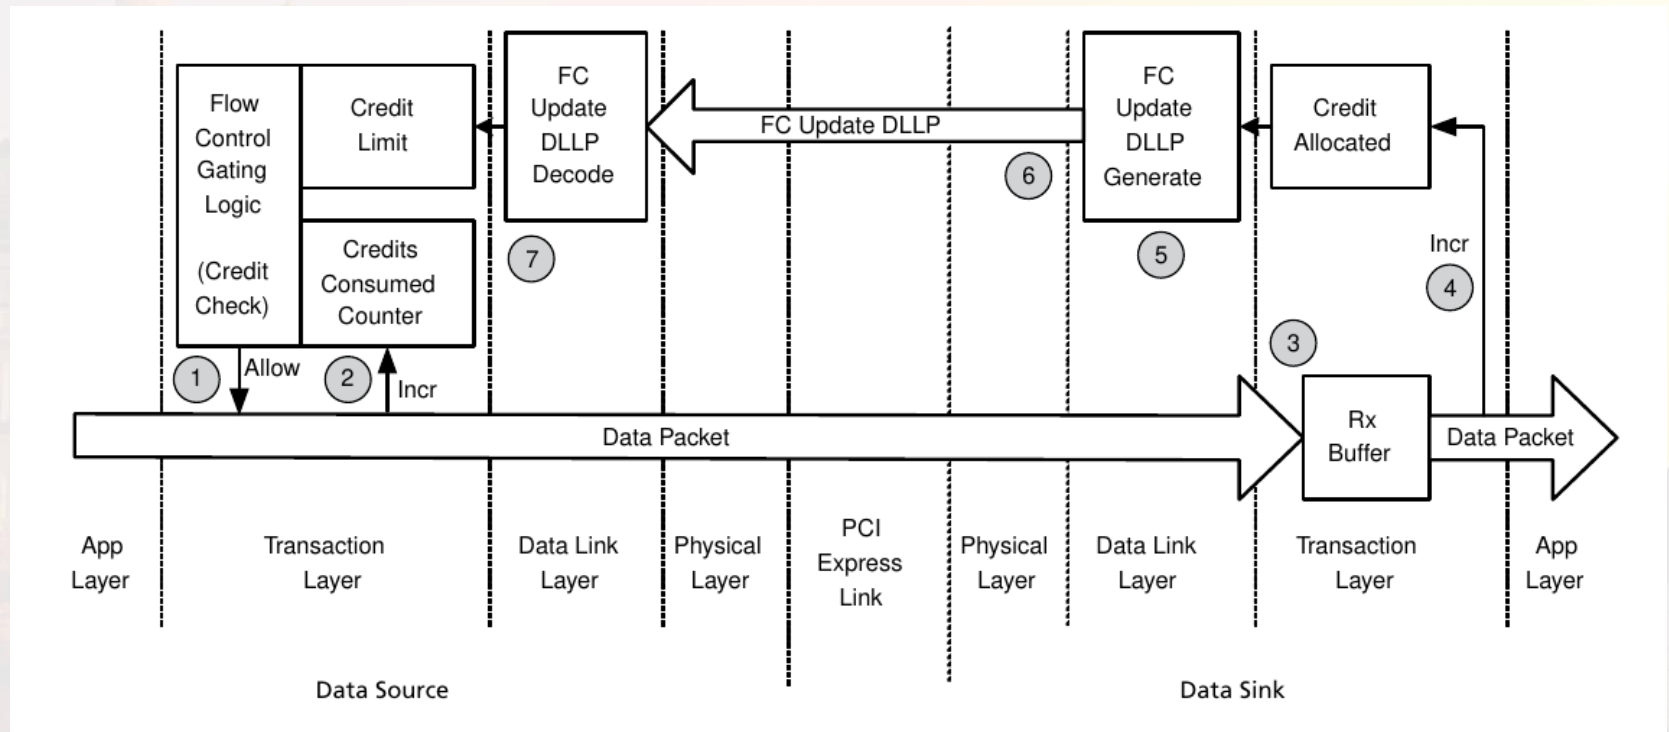 Flow
Control
Gating
Logic
(Credit
Check)
Credit
Limit
Credits
Consumed
Counter
FC
Update
DLLP
Decode
FC Update DLLP
FC
Update
DLLP
Generate
Credit
Allocated
6
7
5
Incr
4
3
1
Allow
2
Incr
Data Packet
Rx
Buffer
Data Packet
App
Layer
Transaction
Layer
Data Link
Layer
Physical
Layer
PCI
Express
Link
Physical
Layer
Data Link
Layer
Transaction
Layer
App
Layer
Data Source
Data Sink